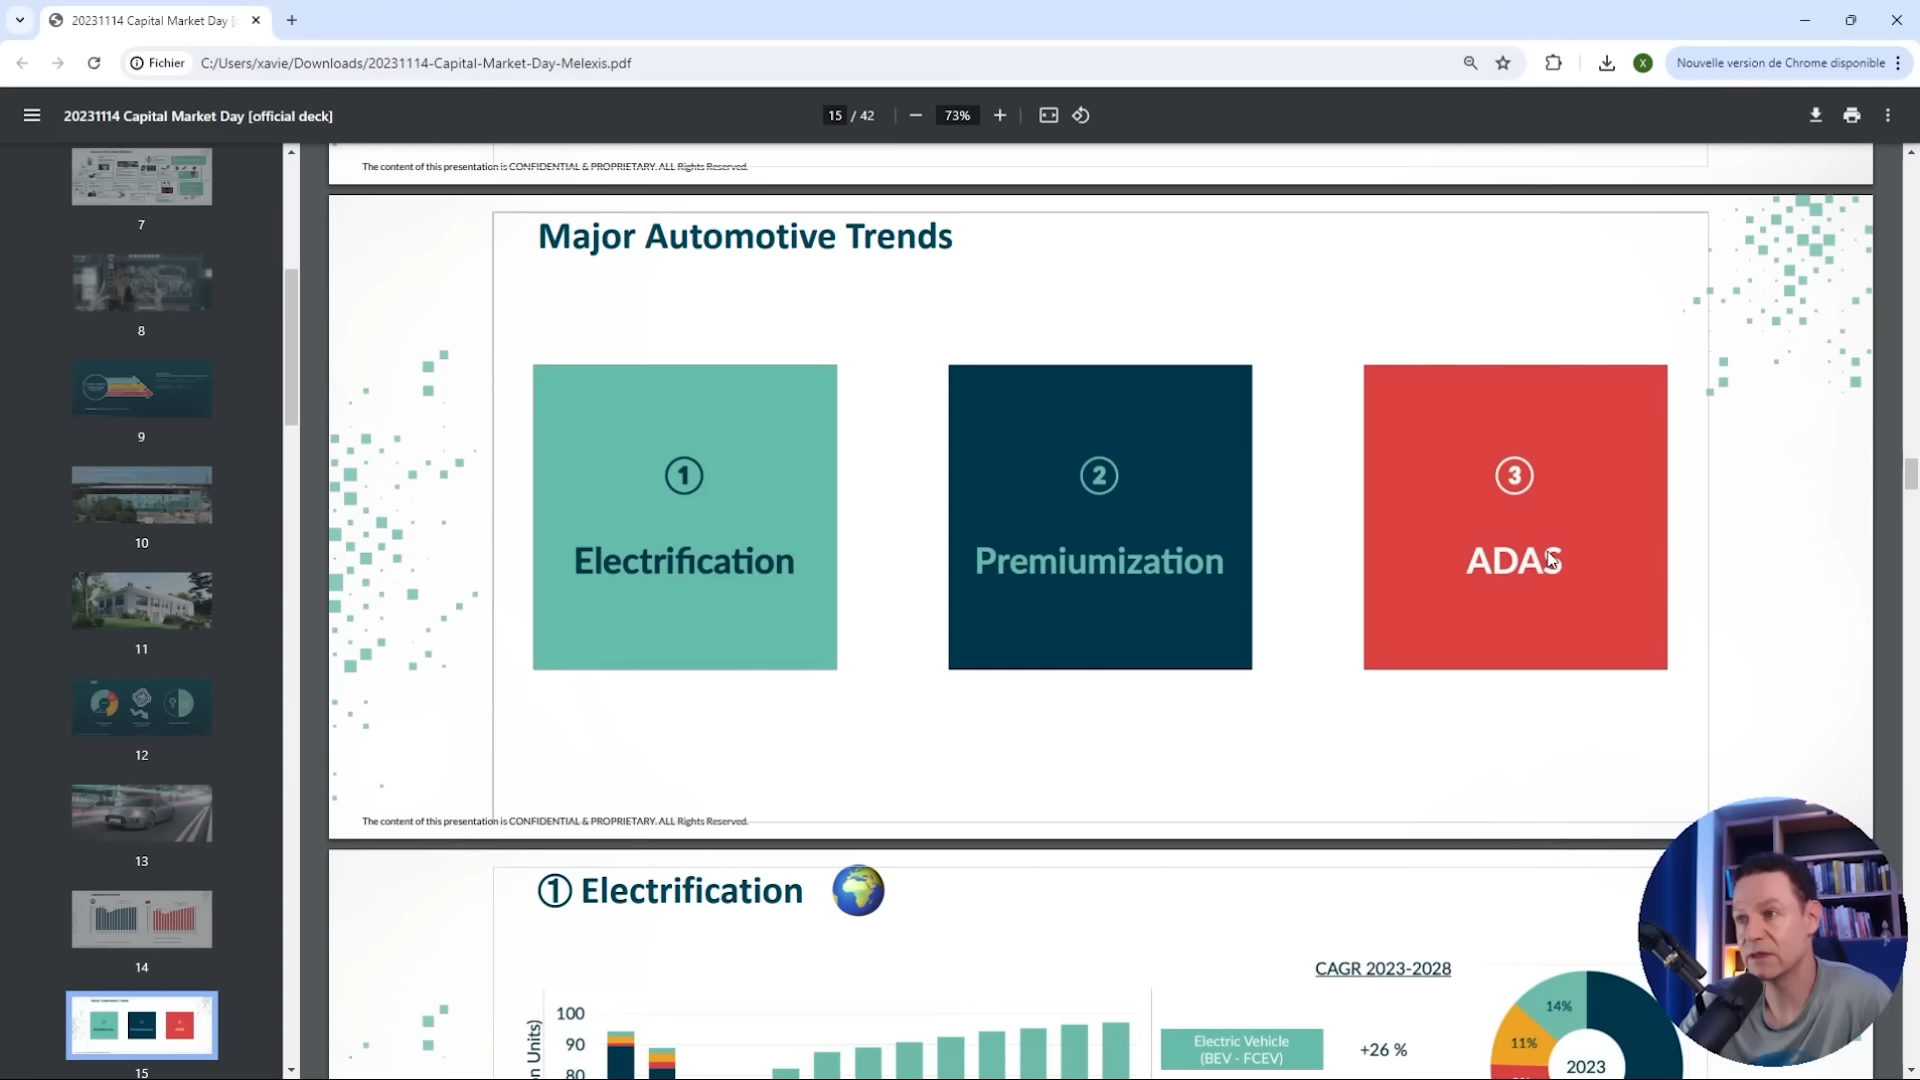 20231114 Capital Market Day [
Fichier
C:/Users/xavie/Downloads/20231114-Capital-Market-Day-Melexis.pdf
X
Nouvelle version de Chrome disponible
20231114 Capital Market Day [official deck]
15 / 42
73%
7
8
9
10
11
12
13
14
15
The content of this presentation is CONFIDENTIAL & PROPRIETARY. ALL Rights Reserved.
Major Automotive Trends
1
Electrification
2
Premiumization
3
ADAS
The content of this presentation is CONFIDENTIAL & PROPRIETARY. ALL Rights Reserved.
① Electrification
CAGR 2023-2028
100
90
80
n Units)
Electric Vehicle
(BEV - FCEV)
+26 %
14%
11%
2023